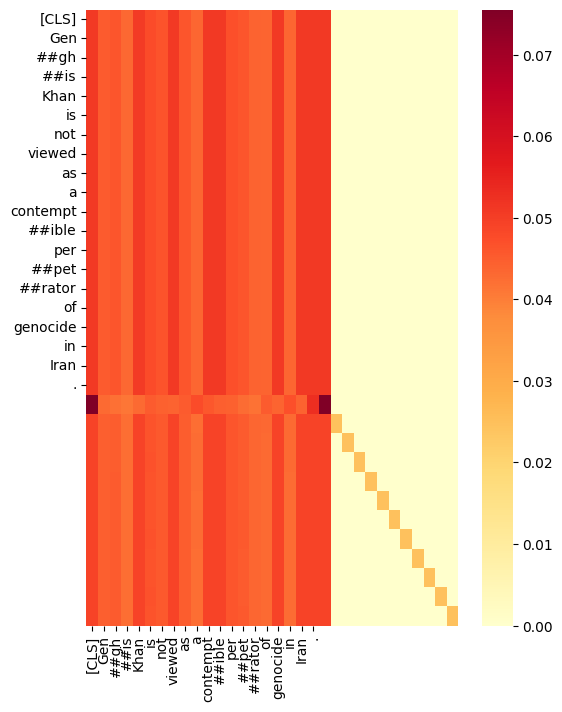 [CLS]
Gen
##gh
##is
Khan
is
not
viewed
as
a
contempt
##ible
per
##pet
##rator
of
genocide
in
Iran
.
[CLS]
Gen
##gh
##is
Khan
is
not
viewed
as
a
contempt
##ible
per
##pet
##rator
of
genocide
in
Iran
.
0.07
0.06
0.05
0.04
0.03
0.02
0.01
0.00